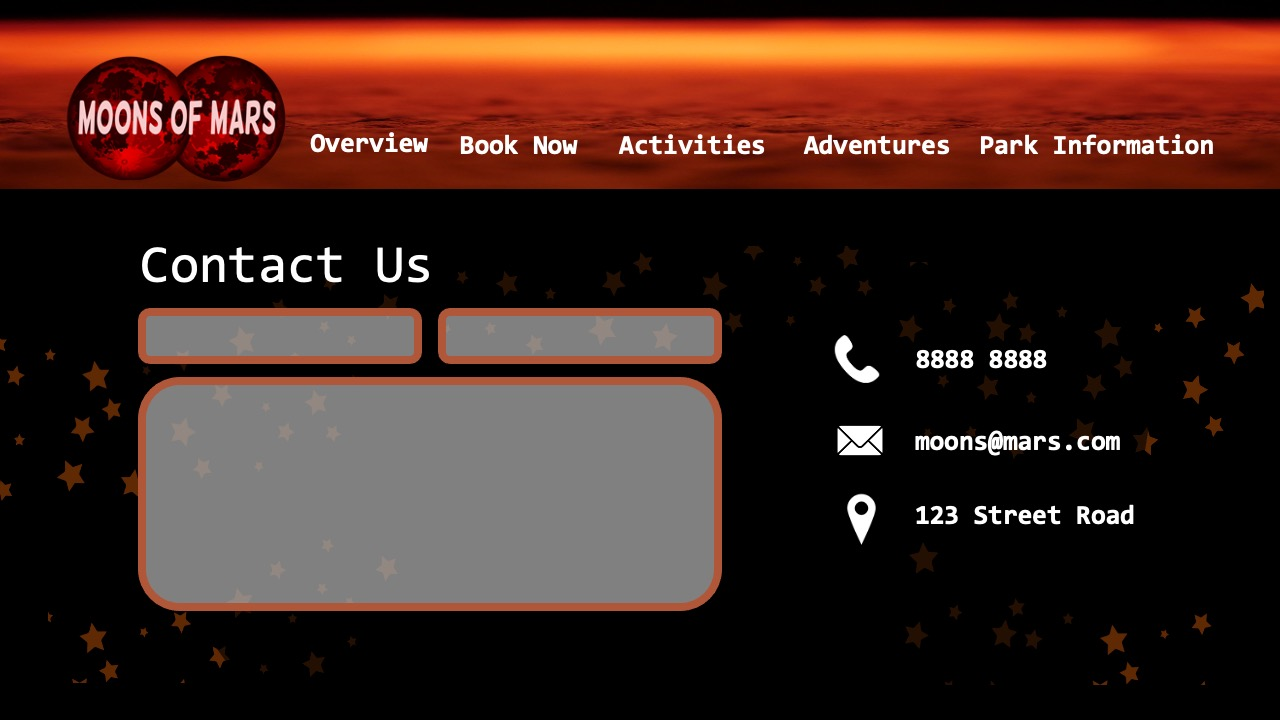 MOONS OF MARS
Overview
Book Now
Activities
Adventures
Park Information
Contact Us
8888 8888
moons@mars.com
123 Street Road